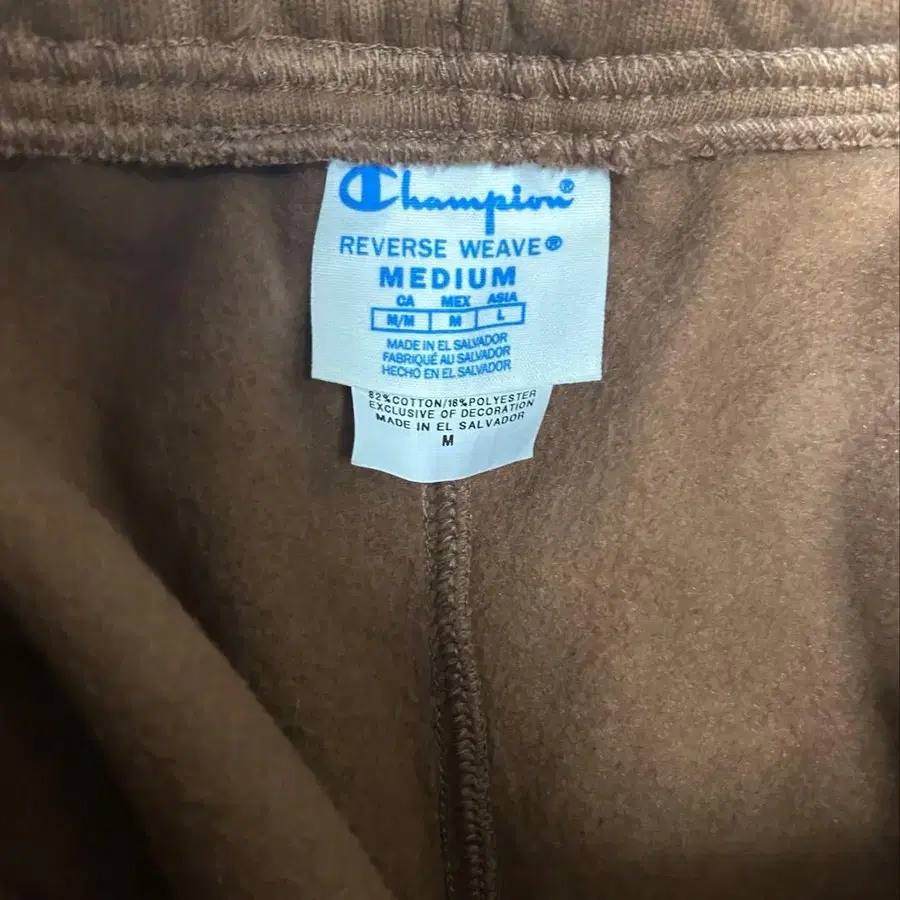 Champion®
REVERSE WEAVE®
MEDIUM
CA MEX ASIA
M/M M L
MADE IN EL SALVADOR
FABRIQUÉ AU SALVADOR
HECHO EN EL SALVADOR
82%COTTON/18%POLYESTER
EXCLUSIVE OF DECORATION
MADE IN EL SALVADOR
M